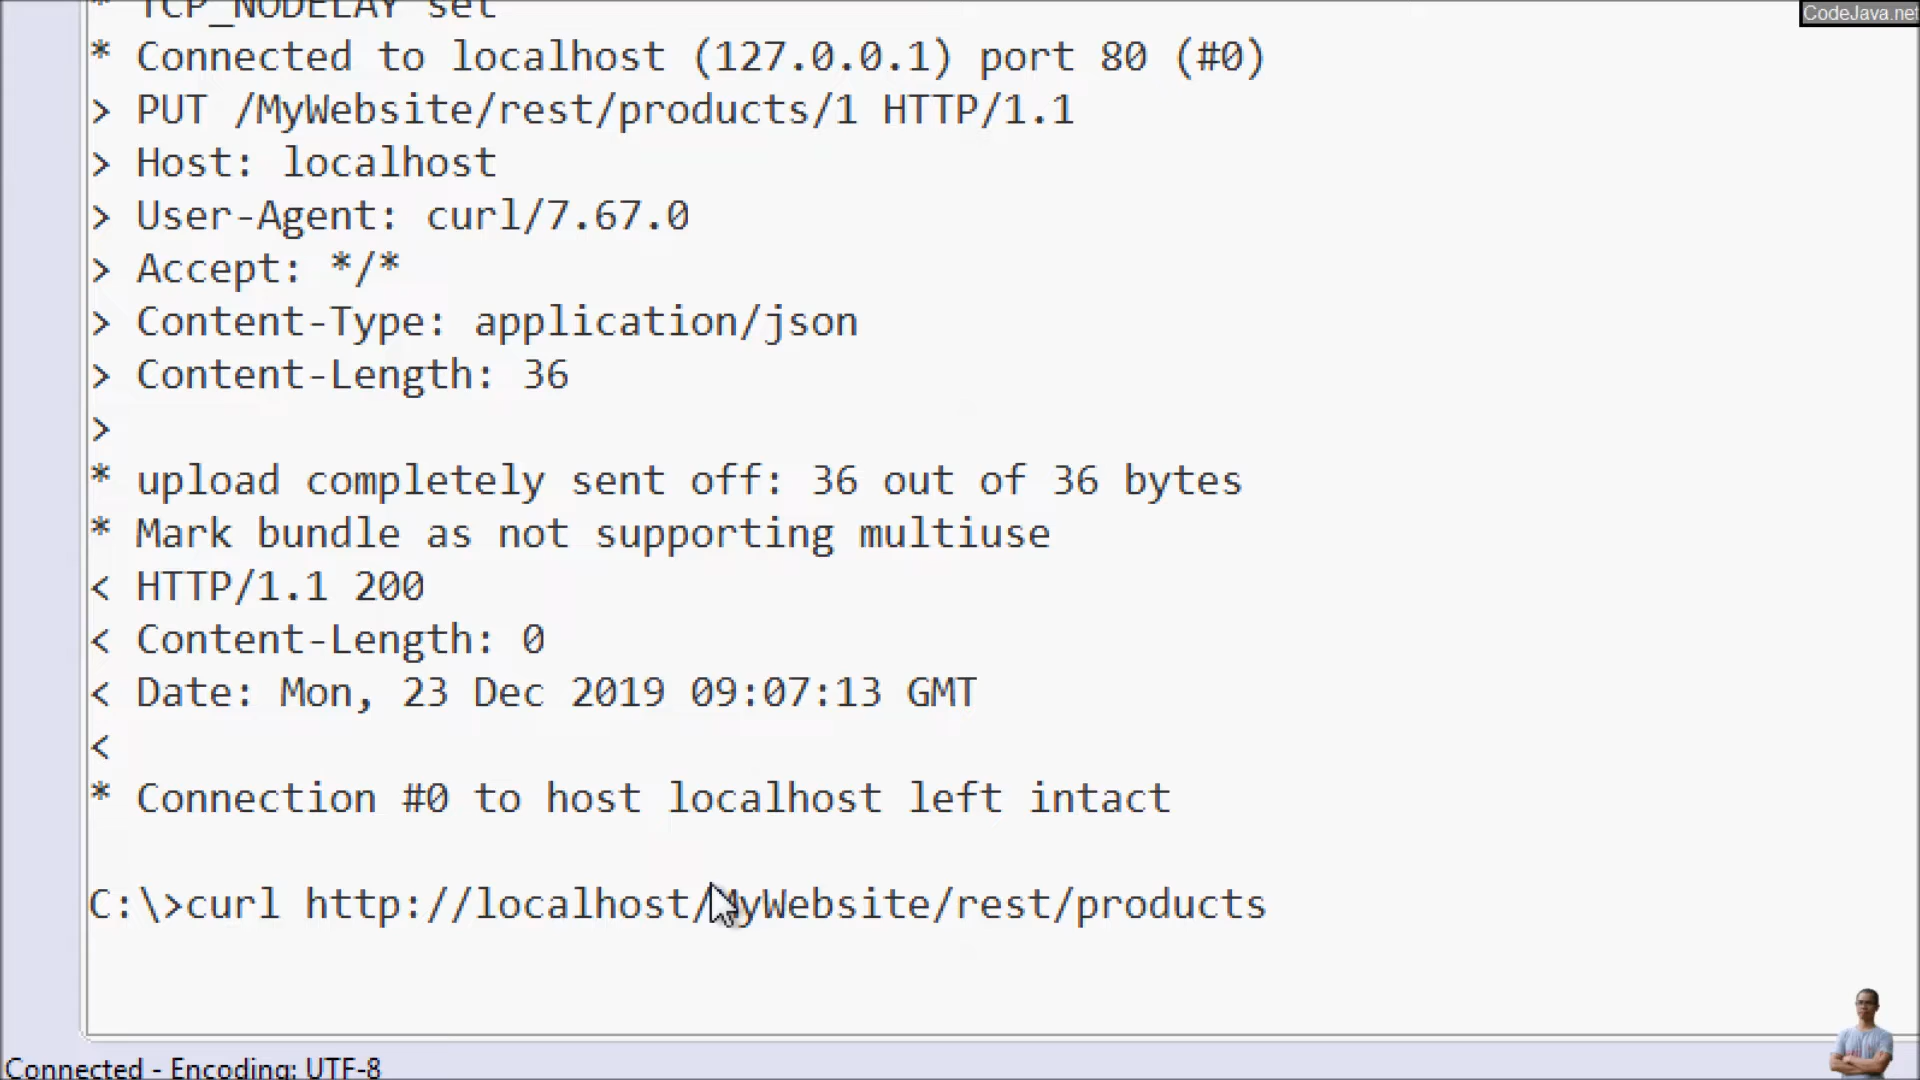 * TCP_NODELAY set
CodeJava.net
* Connected to localhost (127.0.0.1) port 80 (#0)
> PUT /MyWebsite/rest/products/1 HTTP/1.1
> Host: localhost
> User-Agent: curl/7.67.0
> Accept: */*
> Content-Type: application/json
> Content-Length: 36
>
* upload completely sent off: 36 out of 36 bytes
* Mark bundle as not supporting multiuse
< HTTP/1.1 200
< Content-Length: 0
< Date: Mon, 23 Dec 2019 09:07:13 GMT
<
* Connection #0 to host localhost left intact
C:\>curl http://localhost/MyWebsite/rest/products
Connected - Encoding: UTF-8